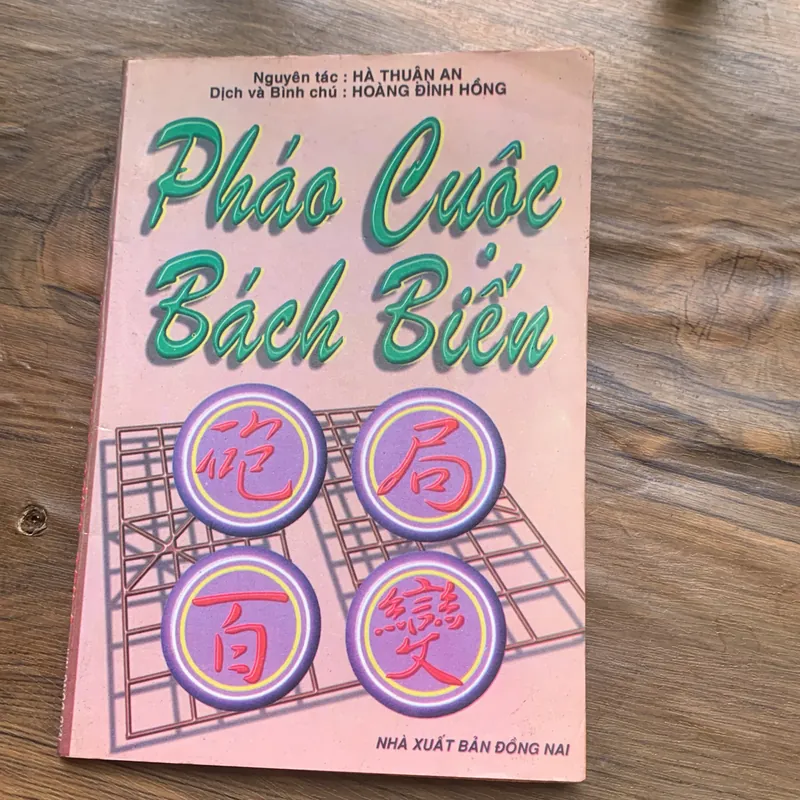 Nguyên tác : HÀ THUẬN AN
Dịch và Bình chú : HOÀNG ĐÌNH HỒNG
Pháo Cuộc
Bách Biến
砲 局
百 變
NHÀ XUẤT BẢN ĐỒNG NAI